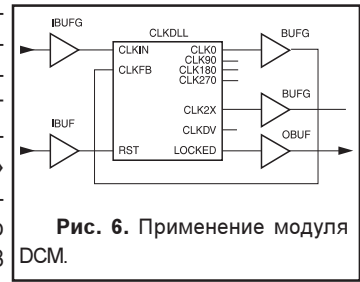 IBUFG
CLKDLL
BUFG
CLKIN
CLK0
CLK90
CLKFB
CLK180
CLK270
BUFG
CLK2X
IBUF
CLKDV
OBUF
RST
LOCKED
Рис. 6. Применение модуля
DCM.